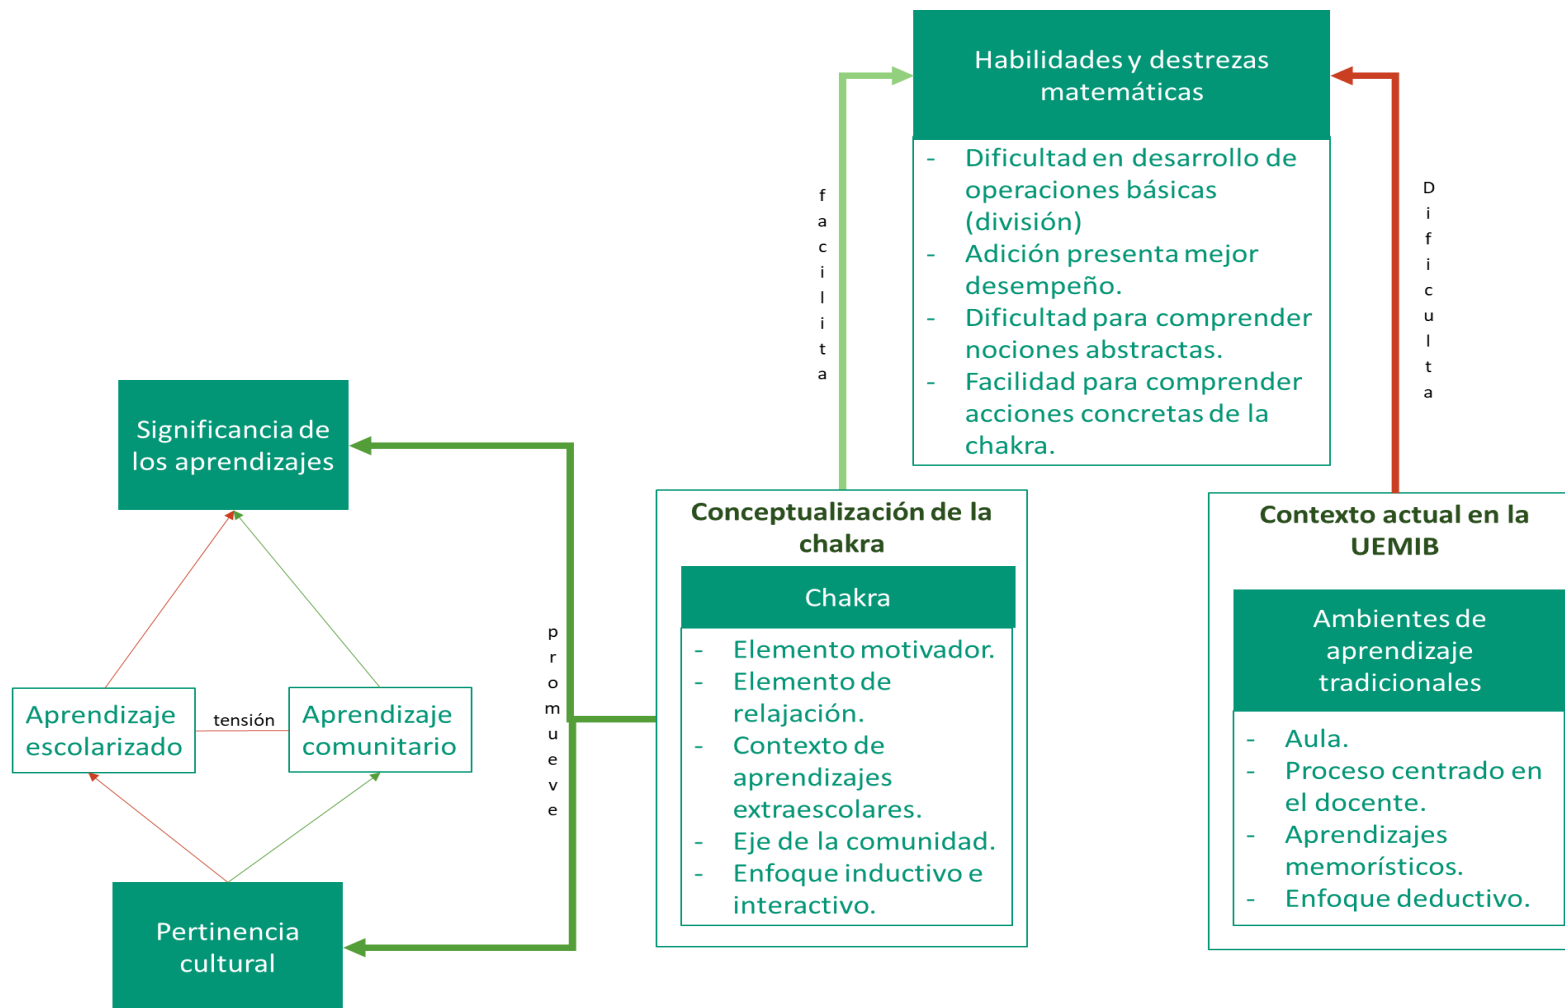 Habilidades y destrezas
matemáticas
- Dificultad en desarrollo de
operaciones básicas
(división)
- Adición presenta mejor
desempeño.
- Dificultad para comprender
nociones abstractas.
- Facilidad para comprender
acciones concretas de la
chakra.
facilita
Dificulta
Significancia de
los aprendizajes
Aprendizaje
escolarizado
tensión
Aprendizaje
comunitario
Pertinencia
cultural
promueve
Conceptualización de la
chakra
Chakra
- Elemento motivador.
- Elemento de
relajación.
- Contexto de
aprendizajes
extraescolares.
- Eje de la comunidad.
- Enfoque inductivo e
interactivo.
Contexto actual en la
UEMIB
Ambientes de
aprendizaje
tradicionales
- Aula.
- Proceso centrado en
el docente.
- Aprendizajes
memorísticos.
- Enfoque deductivo.